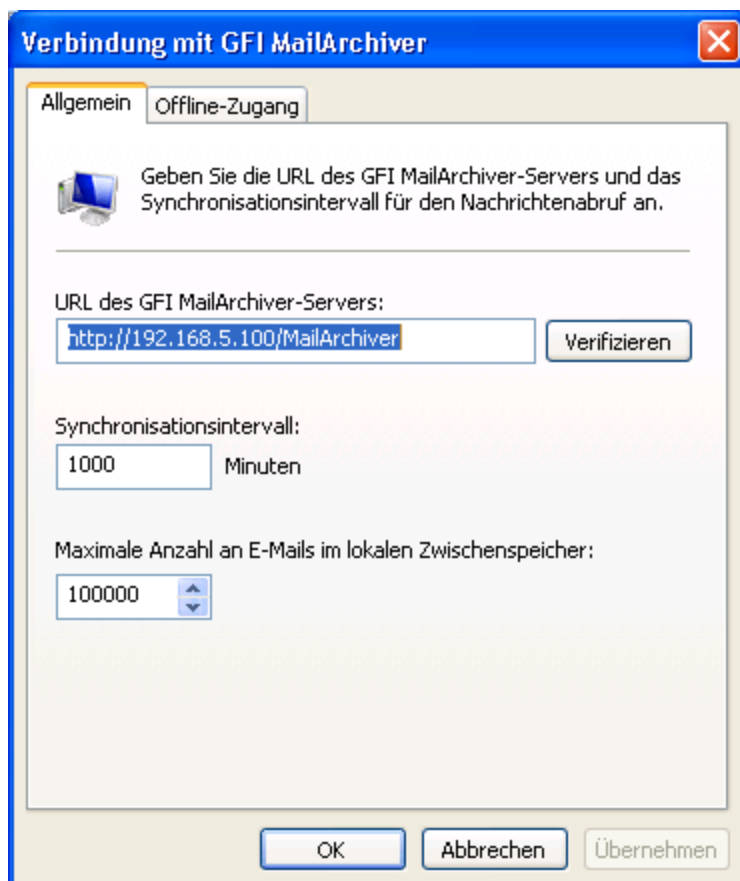 Verbindung mit GFI MailArchiver
Allgemein
Offline-Zugang
Geben Sie die URL des GFI MailArchiver-Servers und das
Synchronisationsintervall für den Nachrichtenabruf an.
URL des GFI MailArchiver-Servers:
http://192.168.5.100/MailArchiver
Verifizieren
Synchronisationsintervall:
1000
Minuten
Maximale Anzahl an E-Mails im lokalen Zwischenspeicher:
100000
OK
Abbrechen
Übernehmen